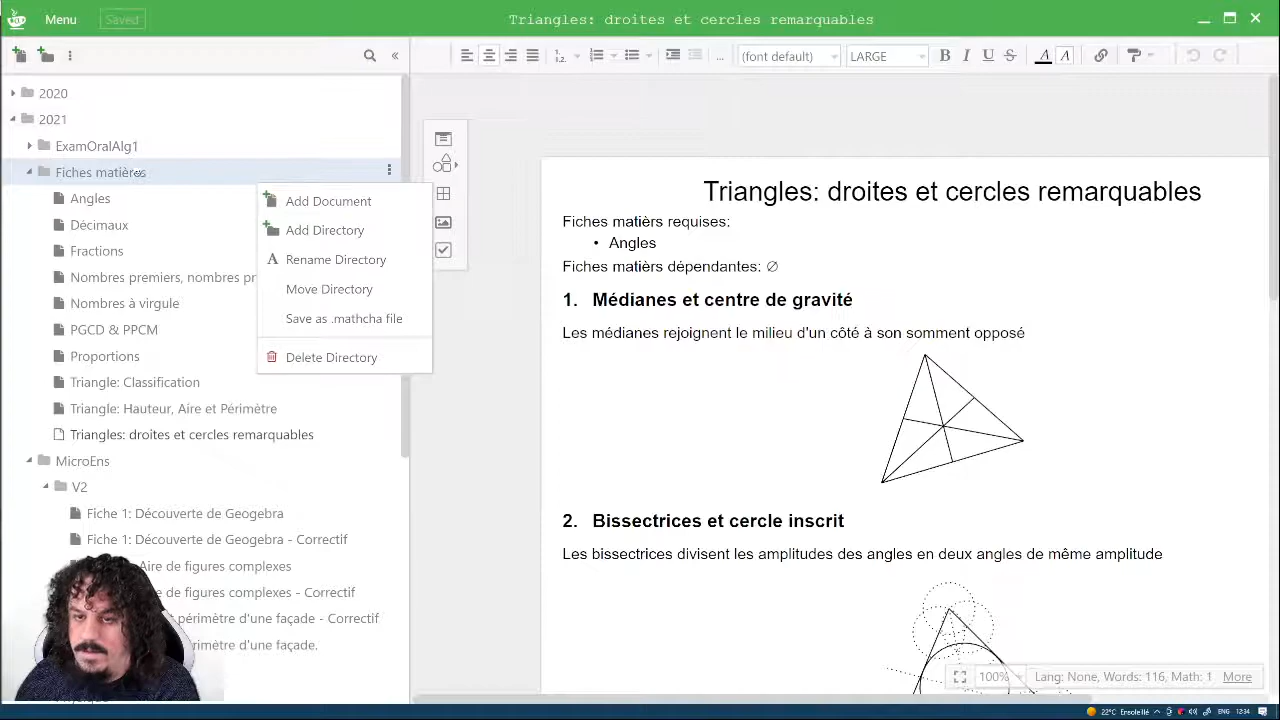 Menu
Saved
Triangles: droites et cercles remarquables
(font default)
LARGE
B I U S A A
2020
2021
ExamOralAlg1
Fiches matières
Angles
Décimaux
Fractions
Nombres premiers, nombres pr
Nombres à virgule
PGCD & PPCM
Proportions
Triangle: Classification
Triangle: Hauteur, Aire et Périmètre
Triangles: droites et cercles remarquables
MicroEns
V2
Fiche 1: Découverte de Geogebra
Fiche 1: Découverte de Geogebra - Correctif
Aire de figures complexes
de figures complexes - Correctif
périmètre d'une façade - Correctif
périmètre d'une façade.
Add Document
Add Directory
Rename Directory
Move Directory
Save as .mathcha file
Delete Directory
Triangles: droites et cercles remarquables
Fiches matièrs requises:
• Angles
Fiches matièrs dépendantes: ∅
1. Médianes et centre de gravité
Les médianes rejoignent le milieu d'un côté à son somment opposé
2. Bissectrices et cercle inscrit
Les bissectrices divisent les amplitudes des angles en deux angles de même amplitude
100%
Lang: None, Words: 116, Math: 1 More
22°C Ensoleillé
ENG
12:34